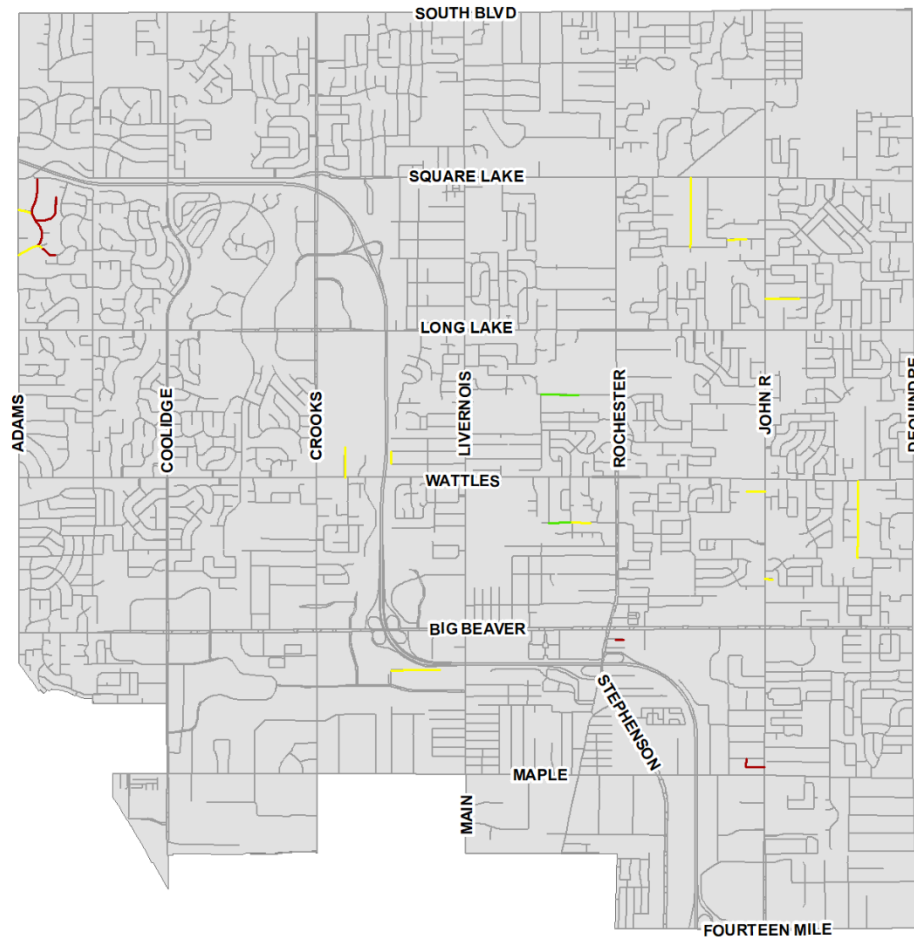 SOUTH BLVD
SQUARE LAKE
LONG LAKE
ADAMS
COOLIDGE
CROOKS
LIVERNOIS
ROCHESTER
JOHN R
DEQUINDRE
WATTLES
BIG BEAVER
STEPHENSON
MAPLE
MAIN
FOURTEEN MILE